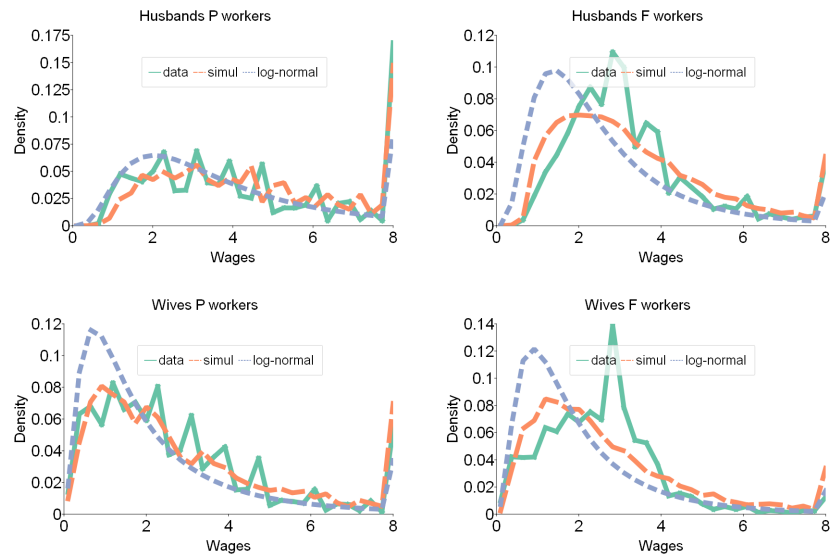 Husbands P workers
Husbands F workers
0.175
0.15
0.125
0.1
0.075
0.05
0.025
0
Density
data simul log-normal
0 2 4 6 8
Wages
0.12
0.1
0.08
0.06
0.04
0.02
0
Density
data simul log-normal
0 2 4 6 8
Wages
Wives P workers
Wives F workers
0.12
0.1
0.08
0.06
0.04
0.02
0
Density
data simul log-normal
0 2 4 6 8
Wages
0.14
0.12
0.1
0.08
0.06
0.04
0.02
0
Density
data simul log-normal
0 2 4 6 8
Wages